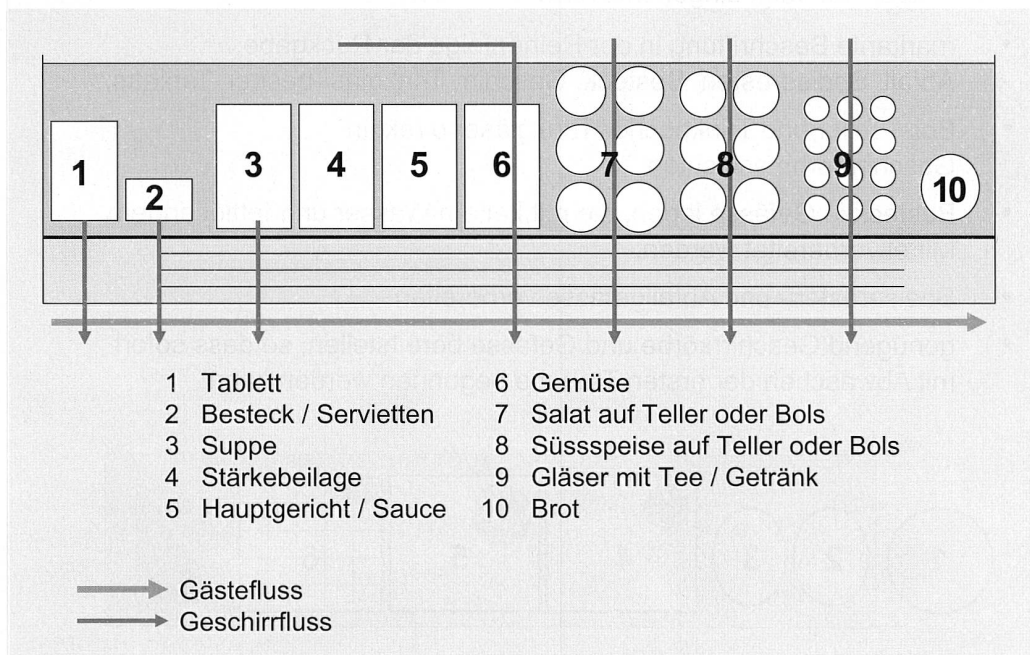 1
2
3
4
5
6
7
8
9
10
1 Tablett
2 Besteck / Servietten
3 Suppe
4 Stärkebeilage
5 Hauptgericht / Sauce
6 Gemüse
7 Salat auf Teller oder Bols
8 Süssspeise auf Teller oder Bols
9 Gläser mit Tee / Getränk
10 Brot
Gästefluss
Geschirrfluss